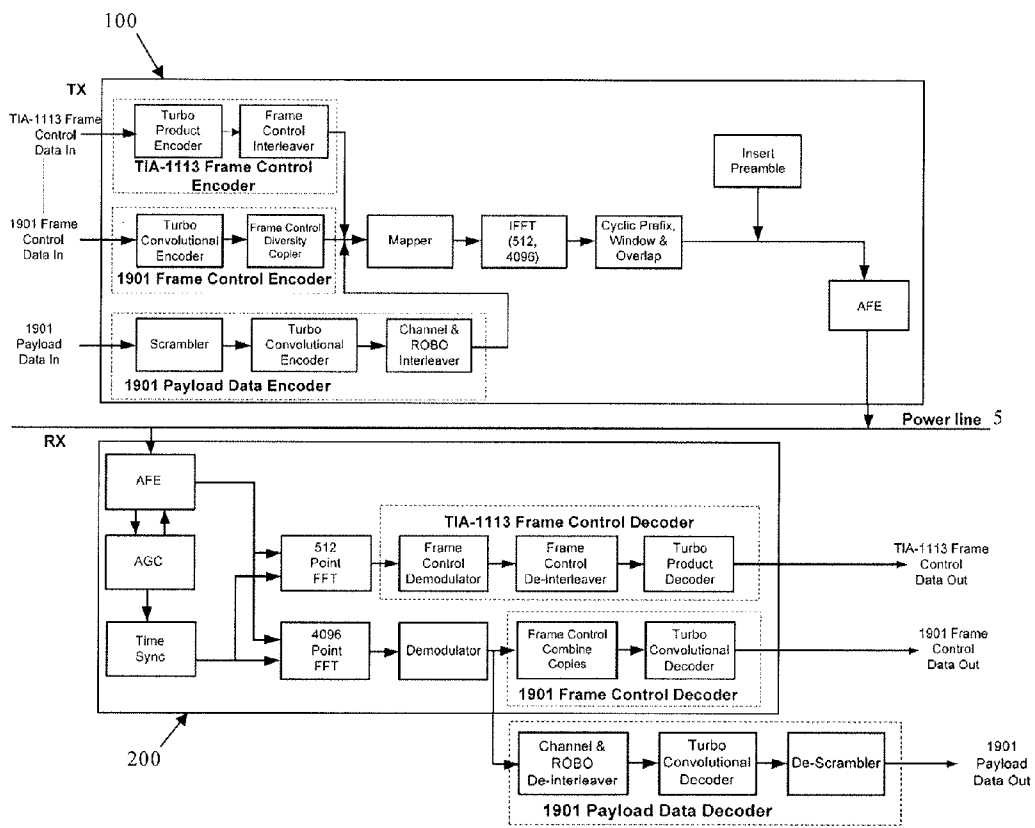 100
TX
TIA-1113 Frame
Control
Data In
Turbo
Product
Encoder
Frame
Control
Interleaver
TIA-1113 Frame Control
Encoder
Insert
Preamble
1901 Frame
Control
Data In
Turbo
Convolutional
Encoder
Frame Control
Diversity
Copier
1901 Frame Control Encoder
Mapper
IFFT
(512,
4096)
Cyclic Prefix,
Window &
Overlap
AFE
1901
Payload
Data In
Scrambler
Turbo
Convolutional
Encoder
Channel &
ROBO
Interleaver
1901 Payload Data Encoder
Power line 5
RX
AFE
AGC
Time
Sync
512
Point
FFT
TIA-1113 Frame Control Decoder
Frame
Control
Demodulator
Frame
Control
De-interleaver
Turbo
Product
Decoder
TIA-1113 Frame
Control
Data Out
4096
Point
FFT
Demodulator
Frame Control
Combine
Copies
Turbo
Convolutional
Decoder
1901 Frame Control Decoder
1901 Frame
Control
Data Out
200
Channel &
ROBO
De-interleaver
Turbo
Convolutional
Decoder
De-Scrambler
1901 Payload Data Decoder
1901
Payload
Data Out